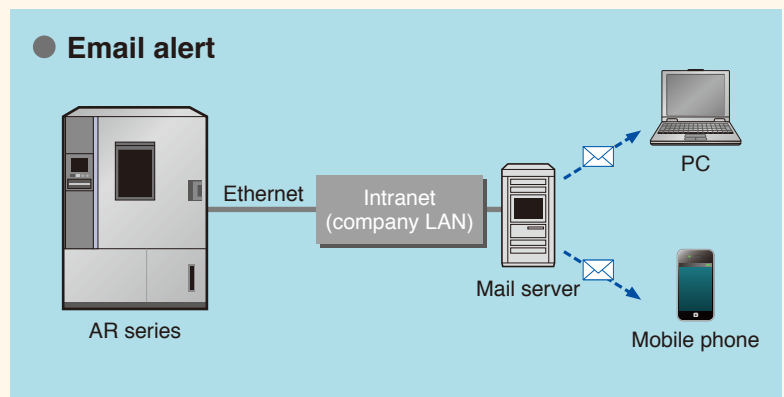 Email alert
Ethernet
Intranet
(company LAN)
AR series
Mail server
PC
Mobile phone